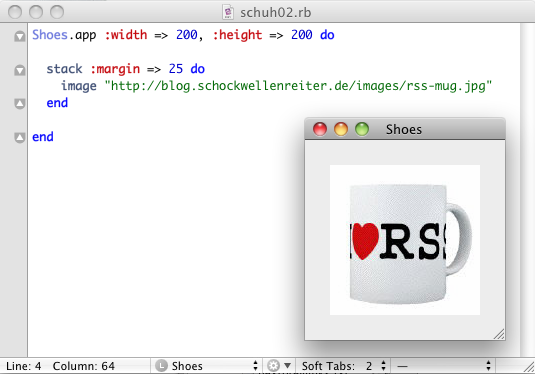 schuh02.rb
Shoes.app :width => 200, :height => 200 do
stack :margin => 25 do
image "http://blog.schockwellenreiter.de/images/rss-mug.jpg"
end
end
Shoes
RSS
Line: 4 Column: 64
L Shoes
Soft Tabs: 2
—